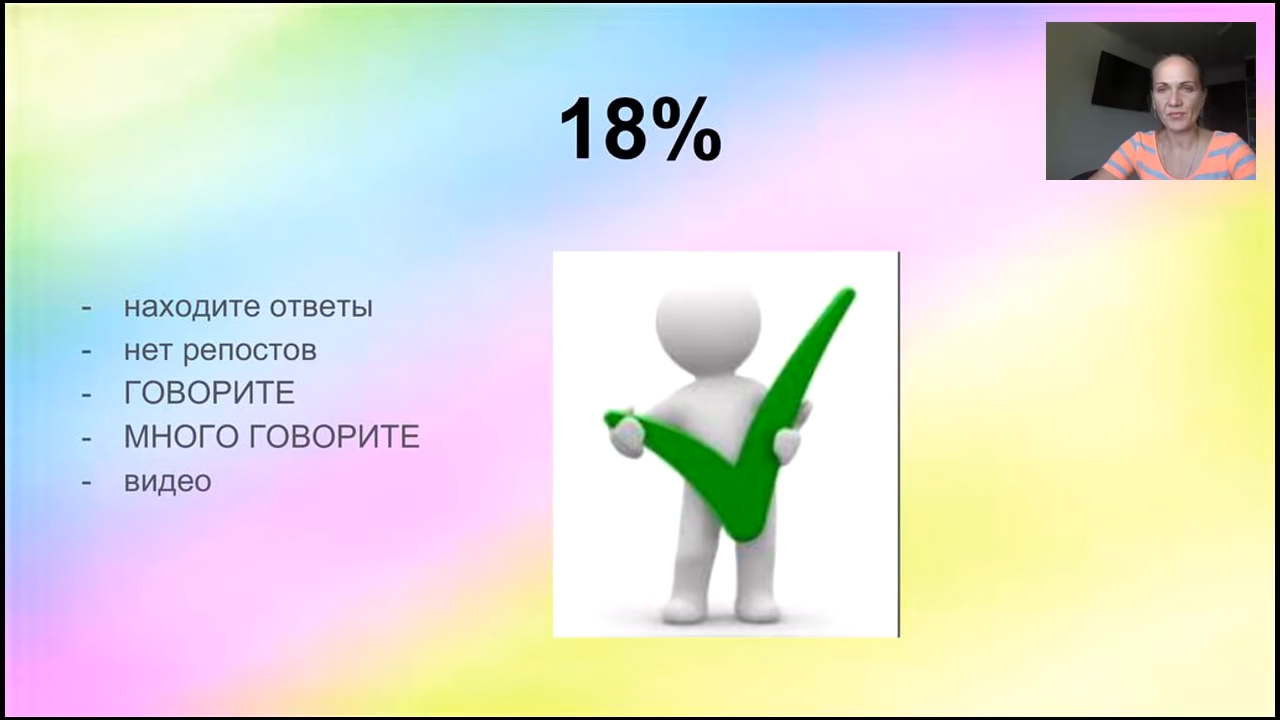 18%
- находите ответы
- нет репостов
- ГОВОРИТЕ
- МНОГО ГОВОРИТЕ
- видео